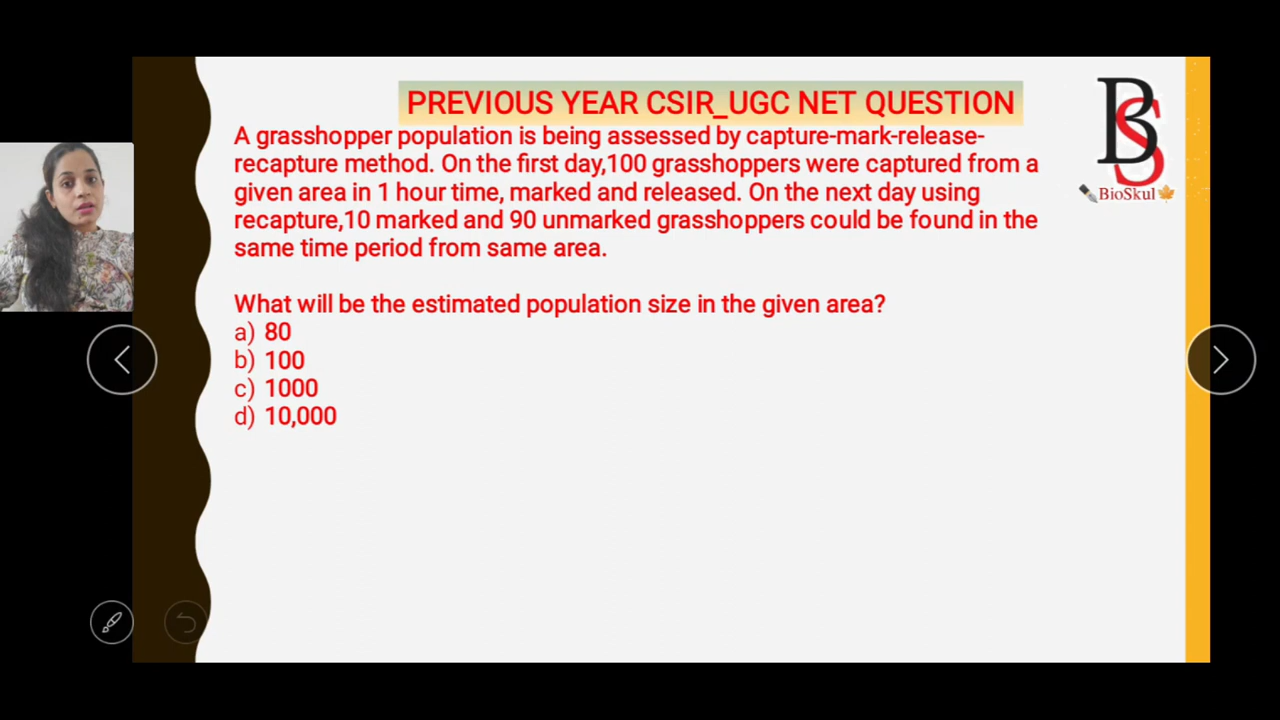 PREVIOUS YEAR CSIR_UGC NET QUESTION
A grasshopper population is being assessed by capture-mark-release-
recapture method. On the first day,100 grasshoppers were captured from a
given area in 1 hour time, marked and released. On the next day using
recapture,10 marked and 90 unmarked grasshoppers could be found in the
same time period from same area.
What will be the estimated population size in the given area?
a) 80
b) 100
c) 1000
d) 10,000
BS
BioSkul